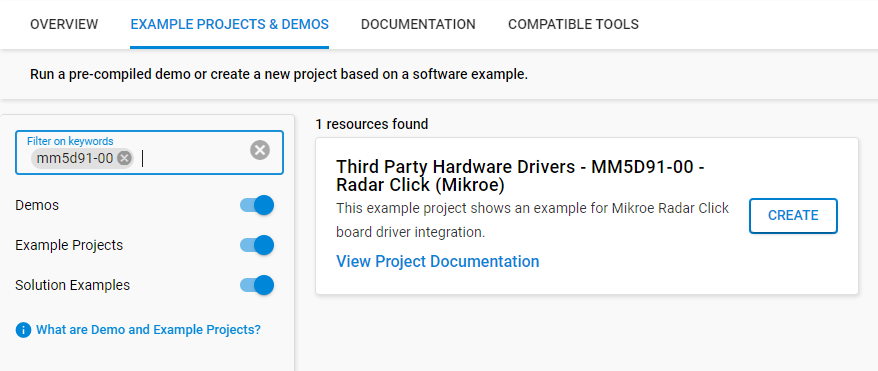 OVERVIEW EXAMPLE PROJECTS & DEMOS DOCUMENTATION COMPATIBLE TOOLS
Run a pre-compiled demo or create a new project based on a software example.
Filter on keywords
mm5d91-00
Demos
Example Projects
Solution Examples
What are Demo and Example Projects?
1 resources found
Third Party Hardware Drivers - MM5D91-00 -
Radar Click (Mikroe)
This example project shows an example for Mikroe Radar Click
board driver integration.
View Project Documentation
CREATE